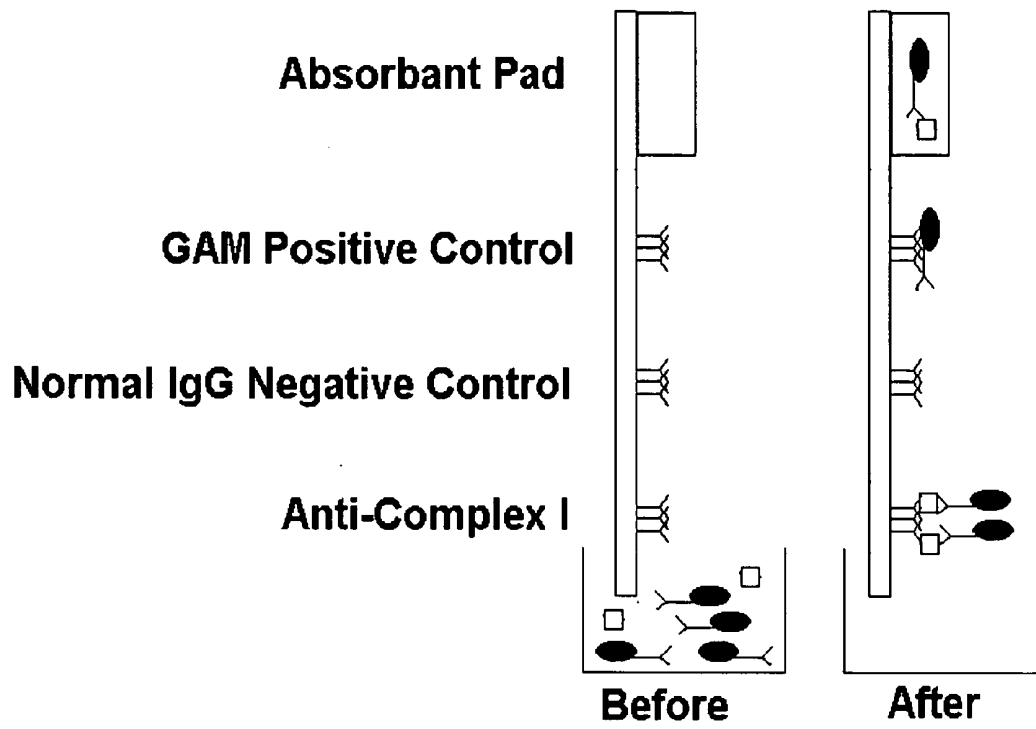 Absorbant Pad
GAM Positive Control
Normal IgG Negative Control
Anti-Complex I
Before
After